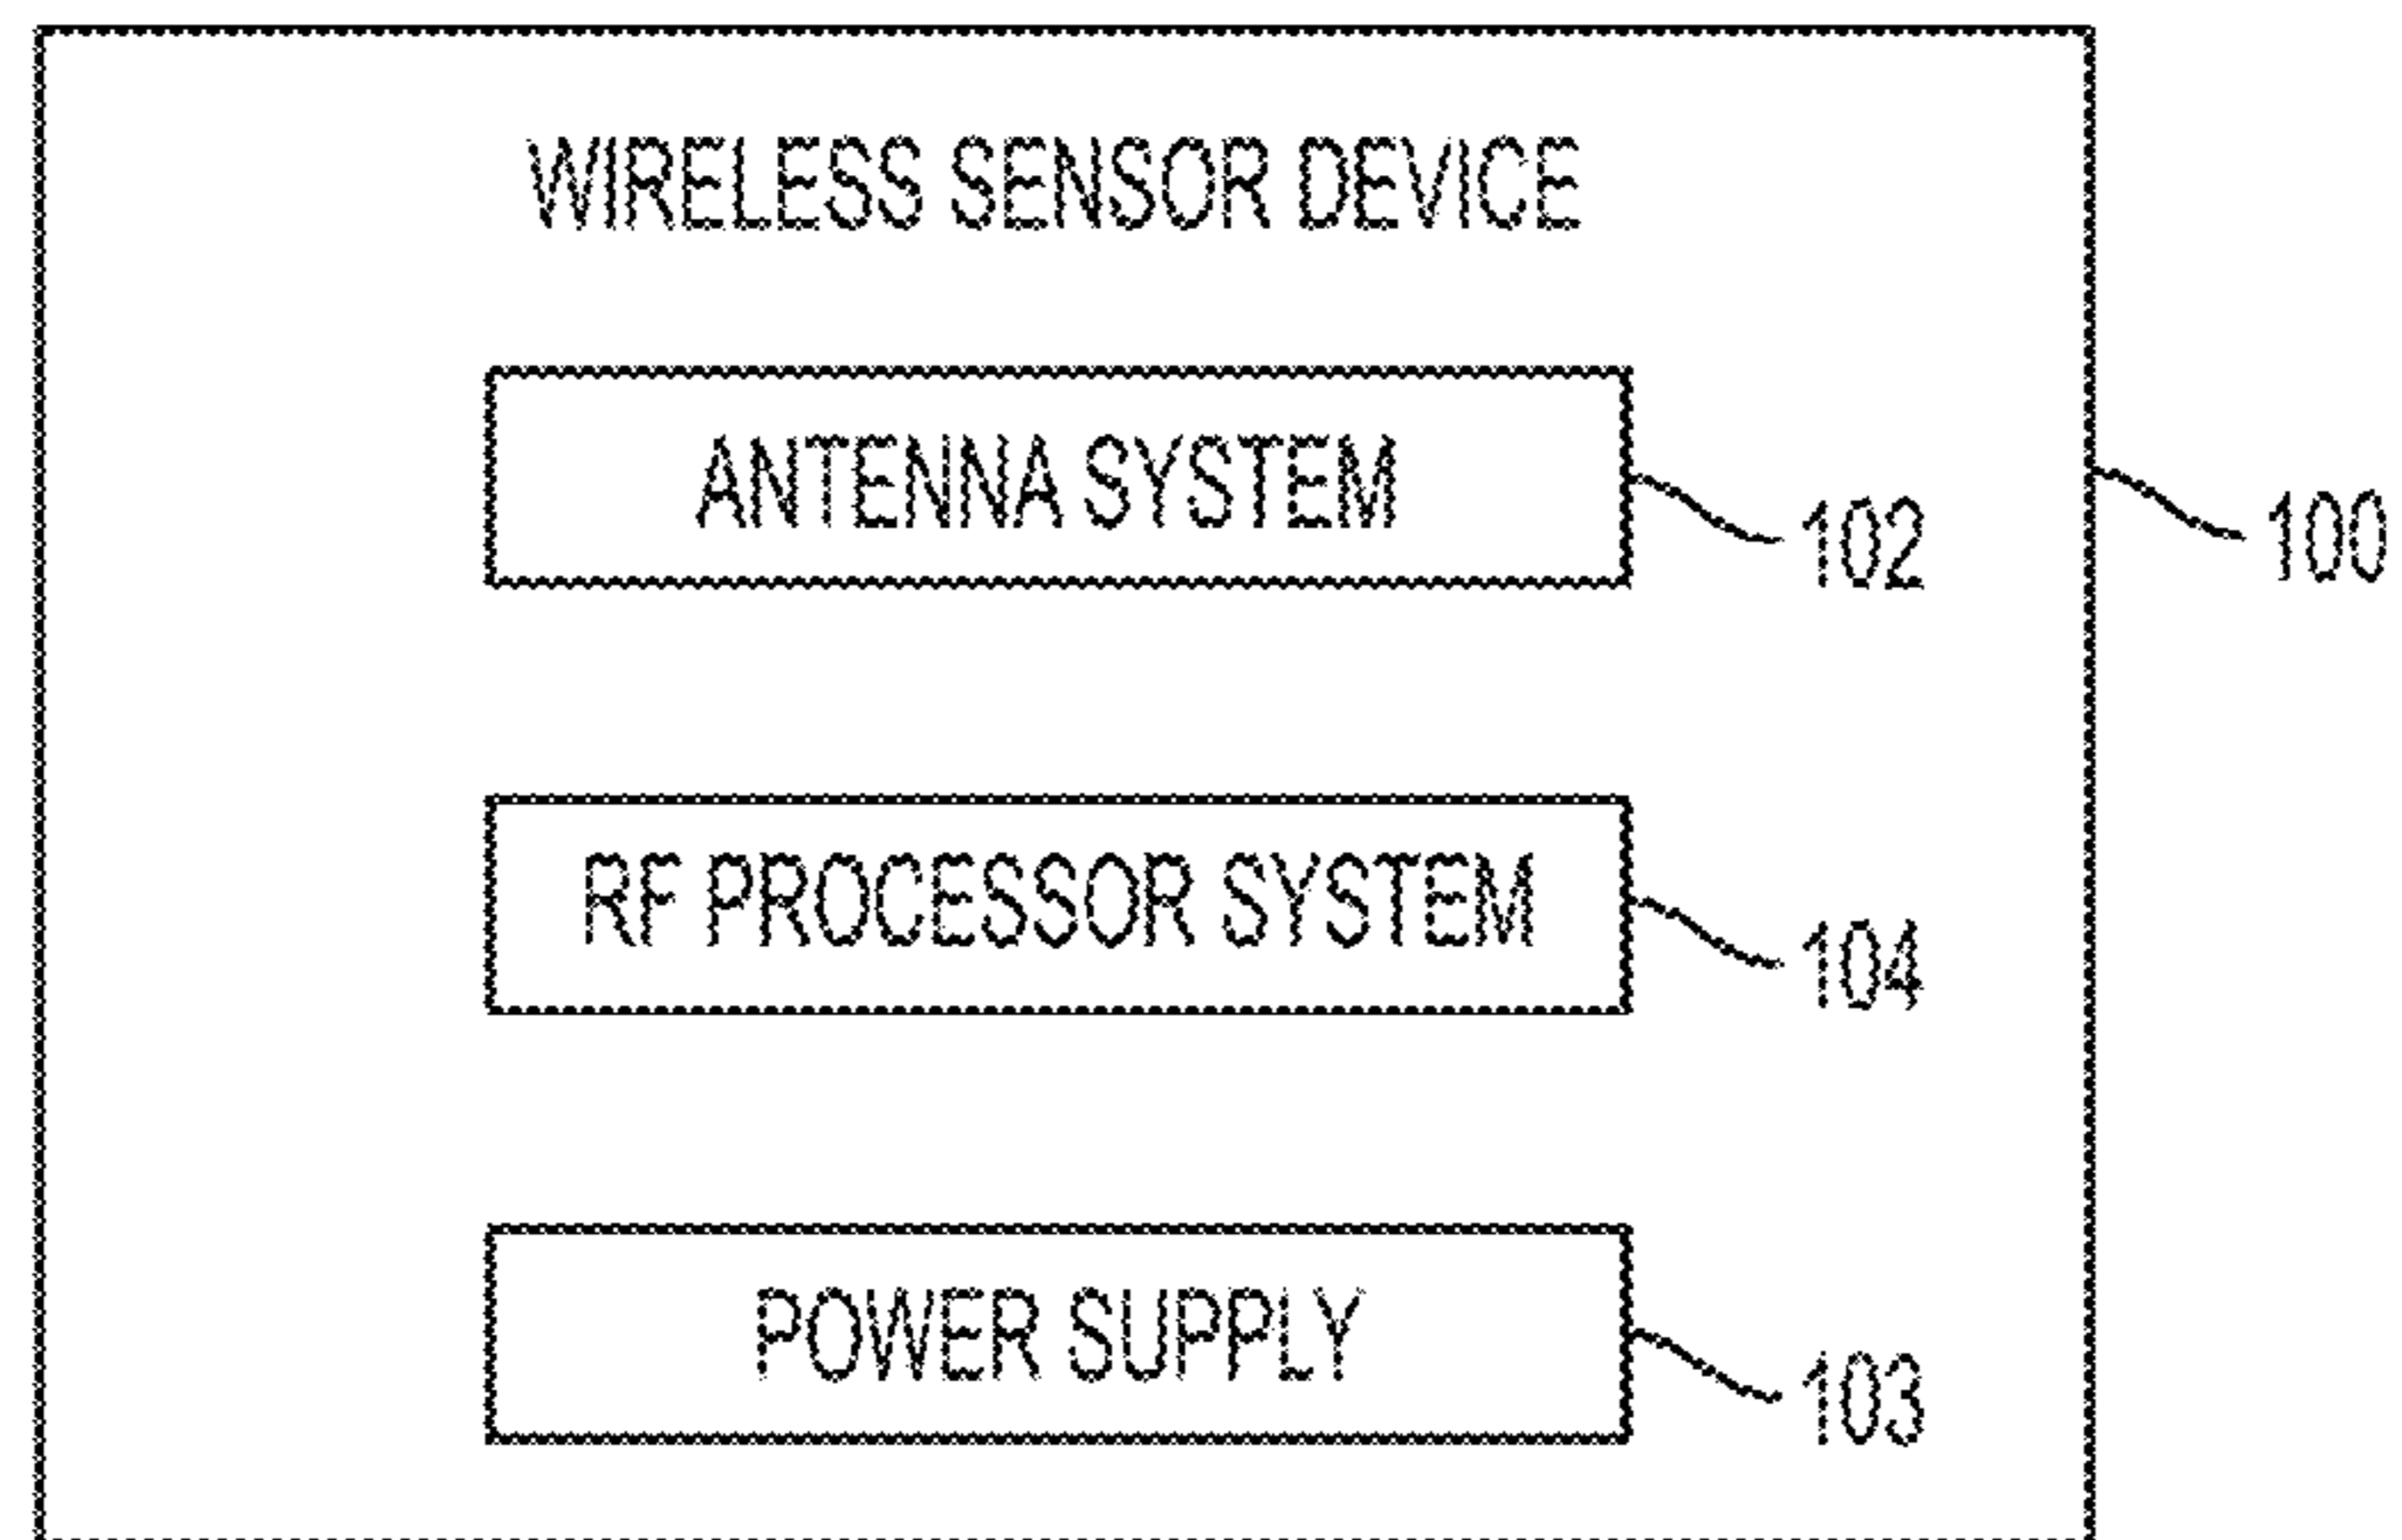 WIRELESS SENSOR DEVICE
ANTENNA SYSTEM
102
100
RF PROCESSOR SYSTEM
104
POWER SUPPLY
103